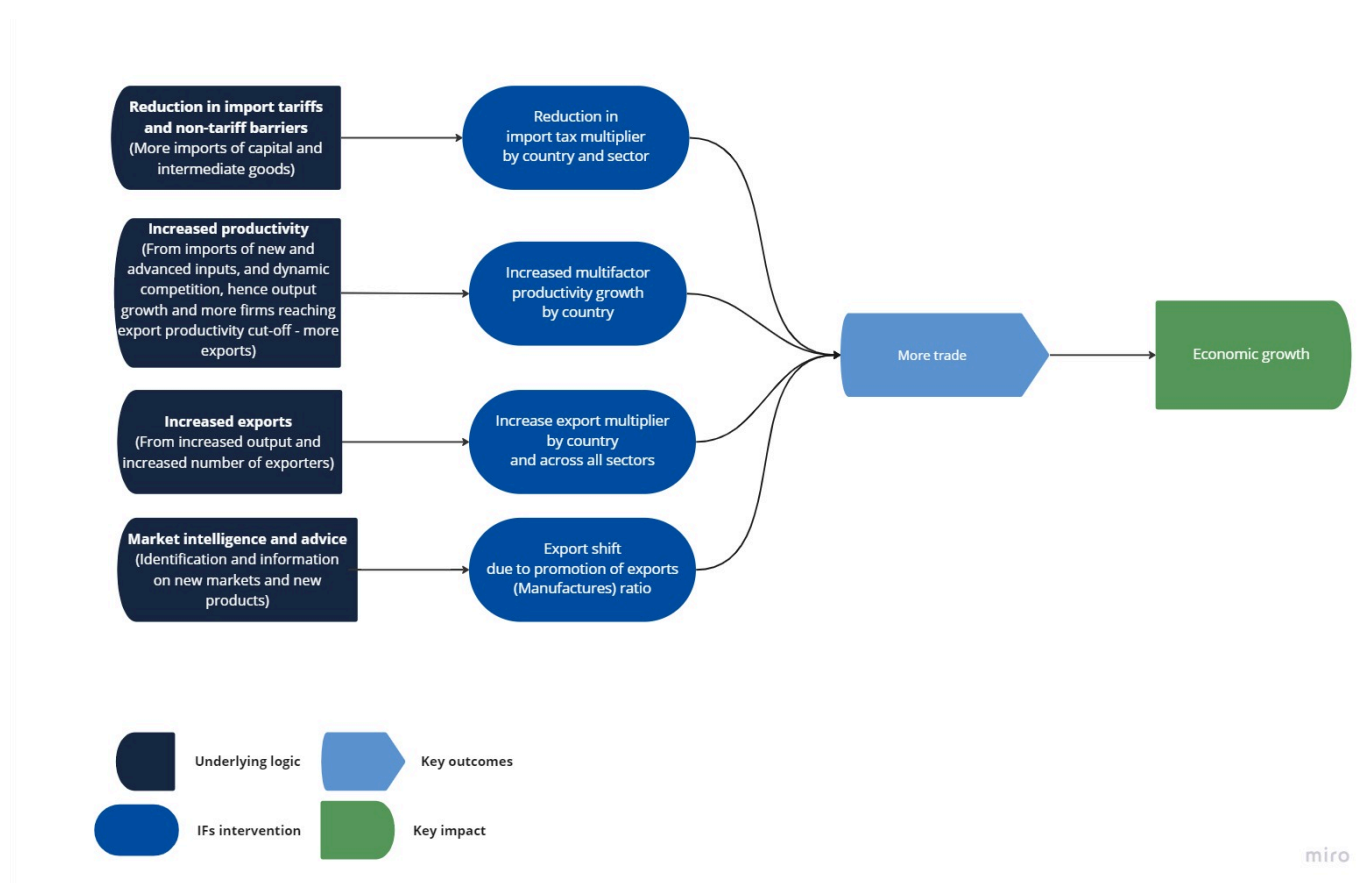 Reduction in import tariffs
and non-tariff barriers
(More imports of capital and
intermediate goods)
Reduction in
import tax multiplier
by country and sector
Increased productivity
(From imports of new and
advanced inputs, and dynamic
competition, hence output
growth and more firms reaching
export productivity cut-off - more
exports)
Increased multifactor
productivity growth
by country
More trade
Economic growth
Increased exports
(From increased output and
increased number of exporters)
Increase export multiplier
by country
and across all sectors
Market intelligence and advice
(Identification and information
on new markets and new
products)
Export shift
due to promotion of exports
(Manufactures) ratio
Underlying logic
Key outcomes
IFs intervention
Key impact
miro